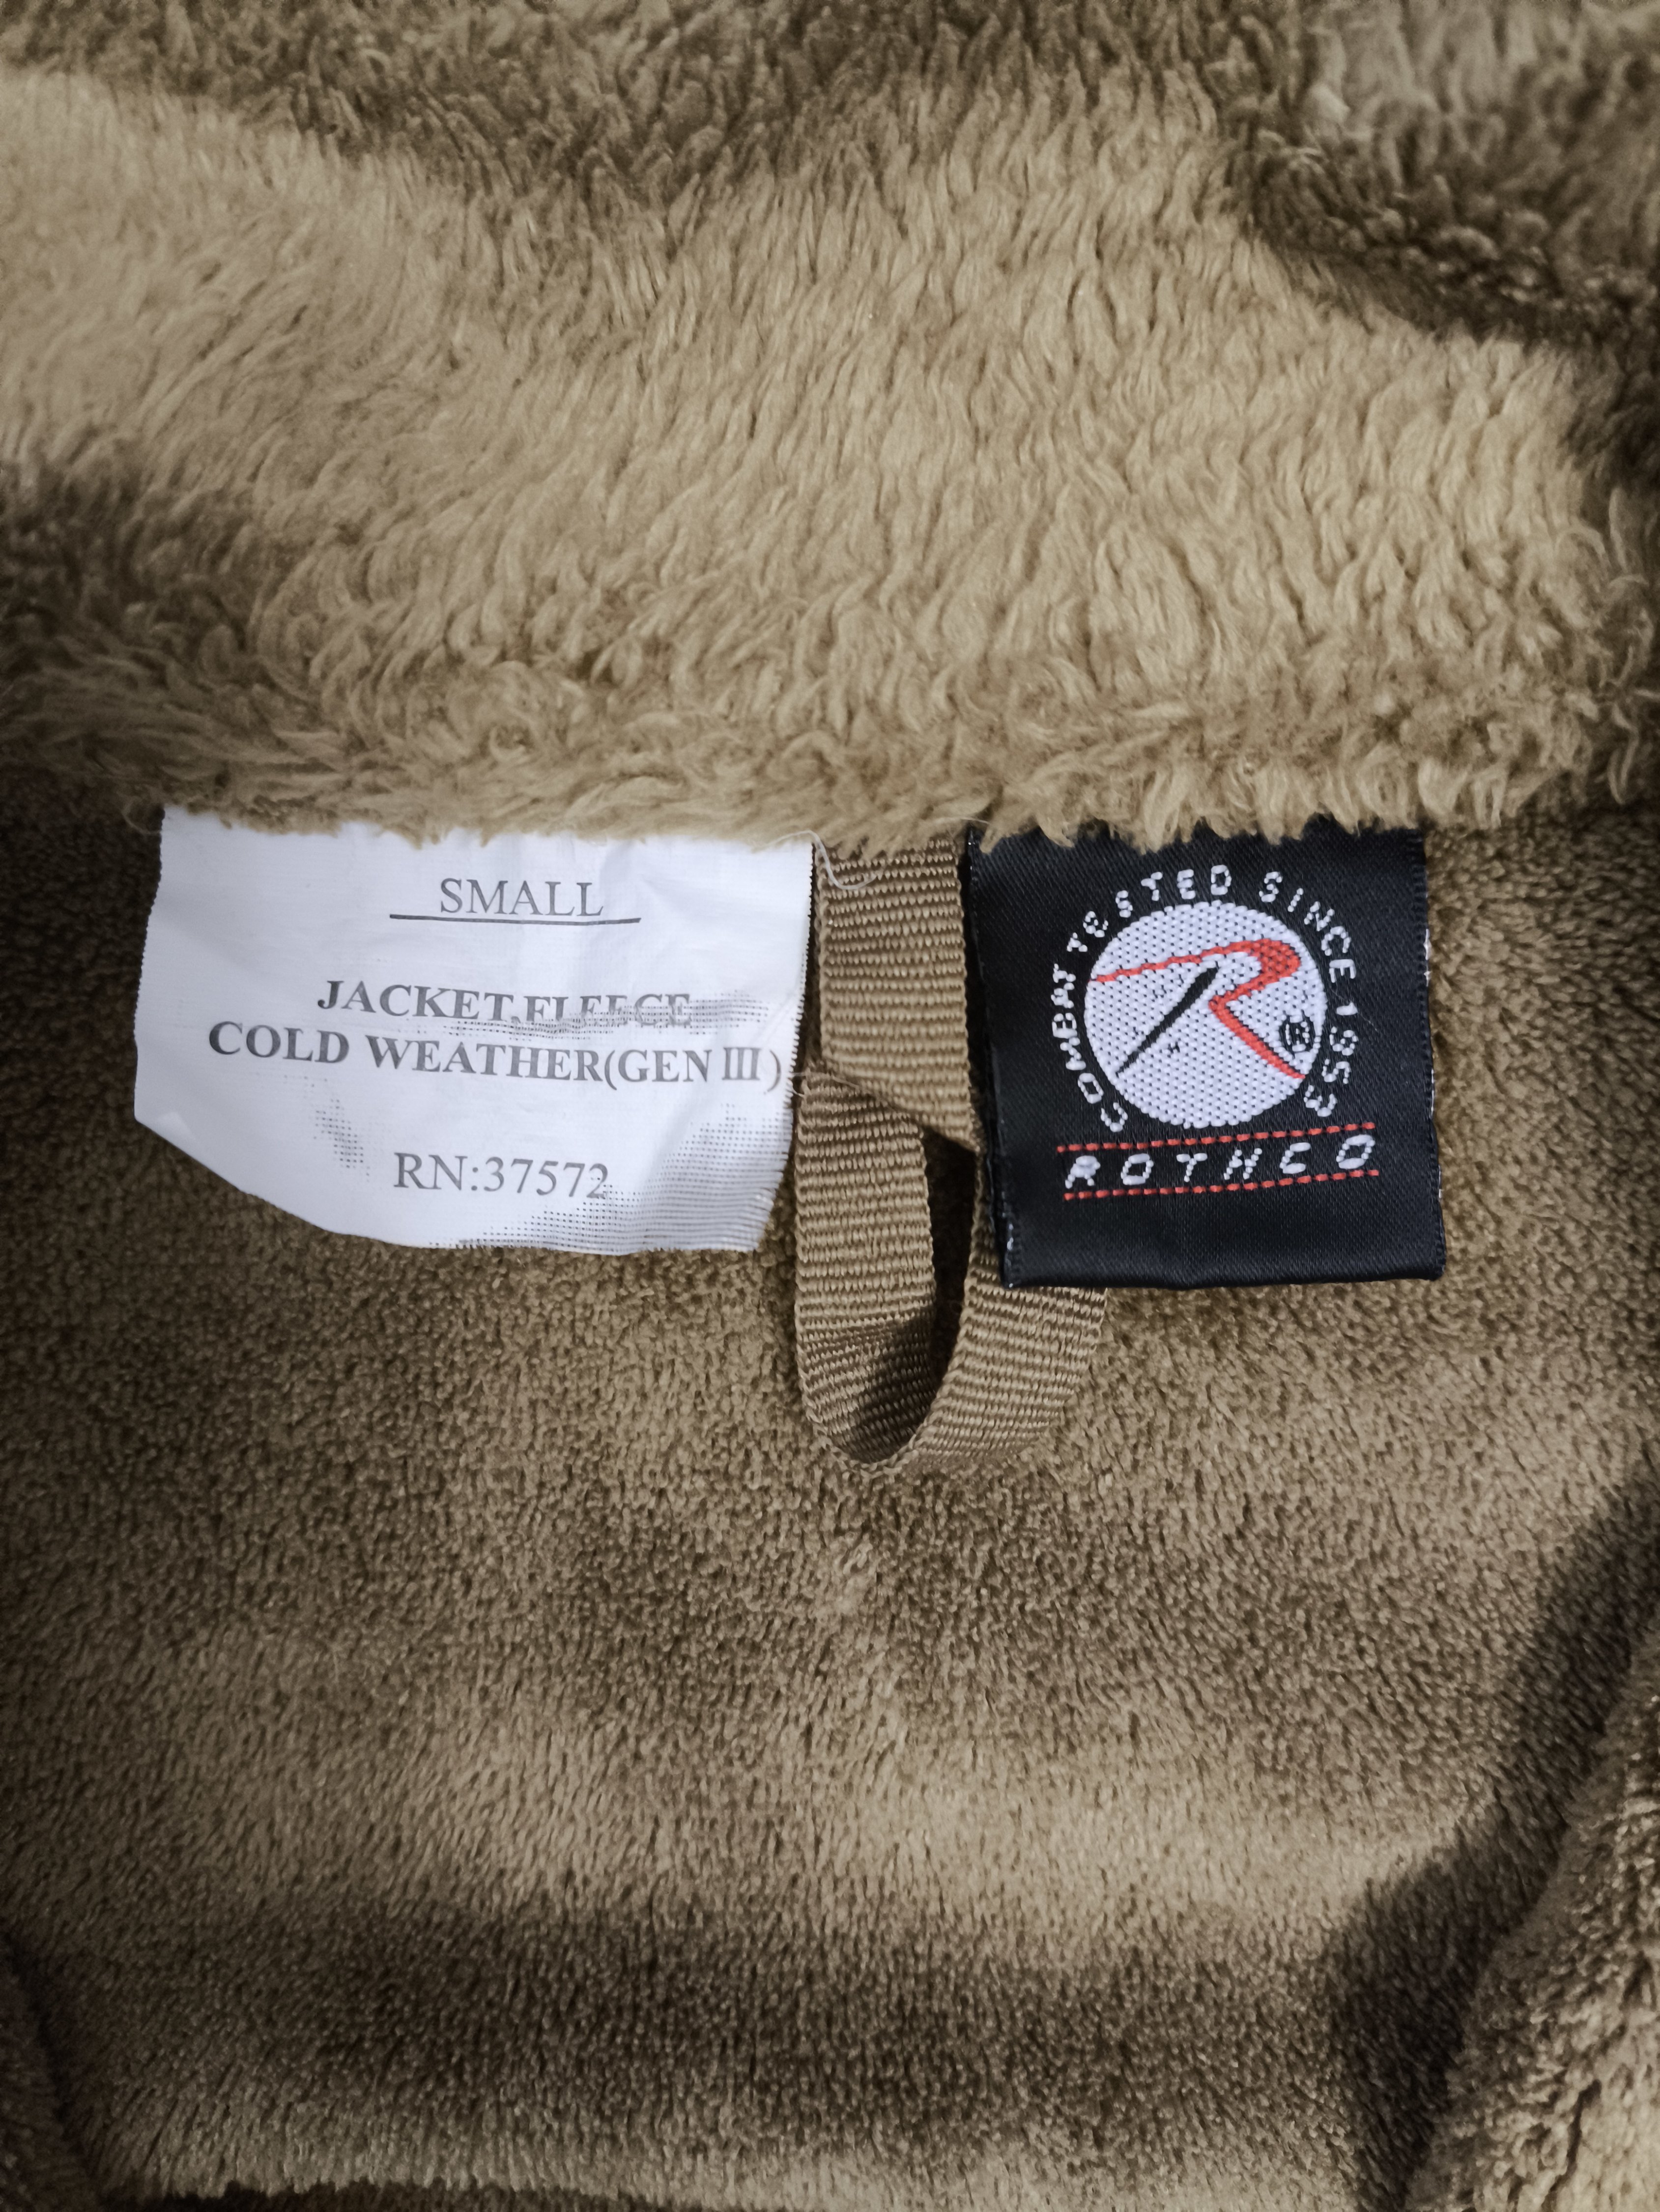 SMALL
JACKET,FLEECE
COLD WEATHER(GEN III)
RN:37572
COMBAT TESTED SINCE 1953
R
®
ROTHCO